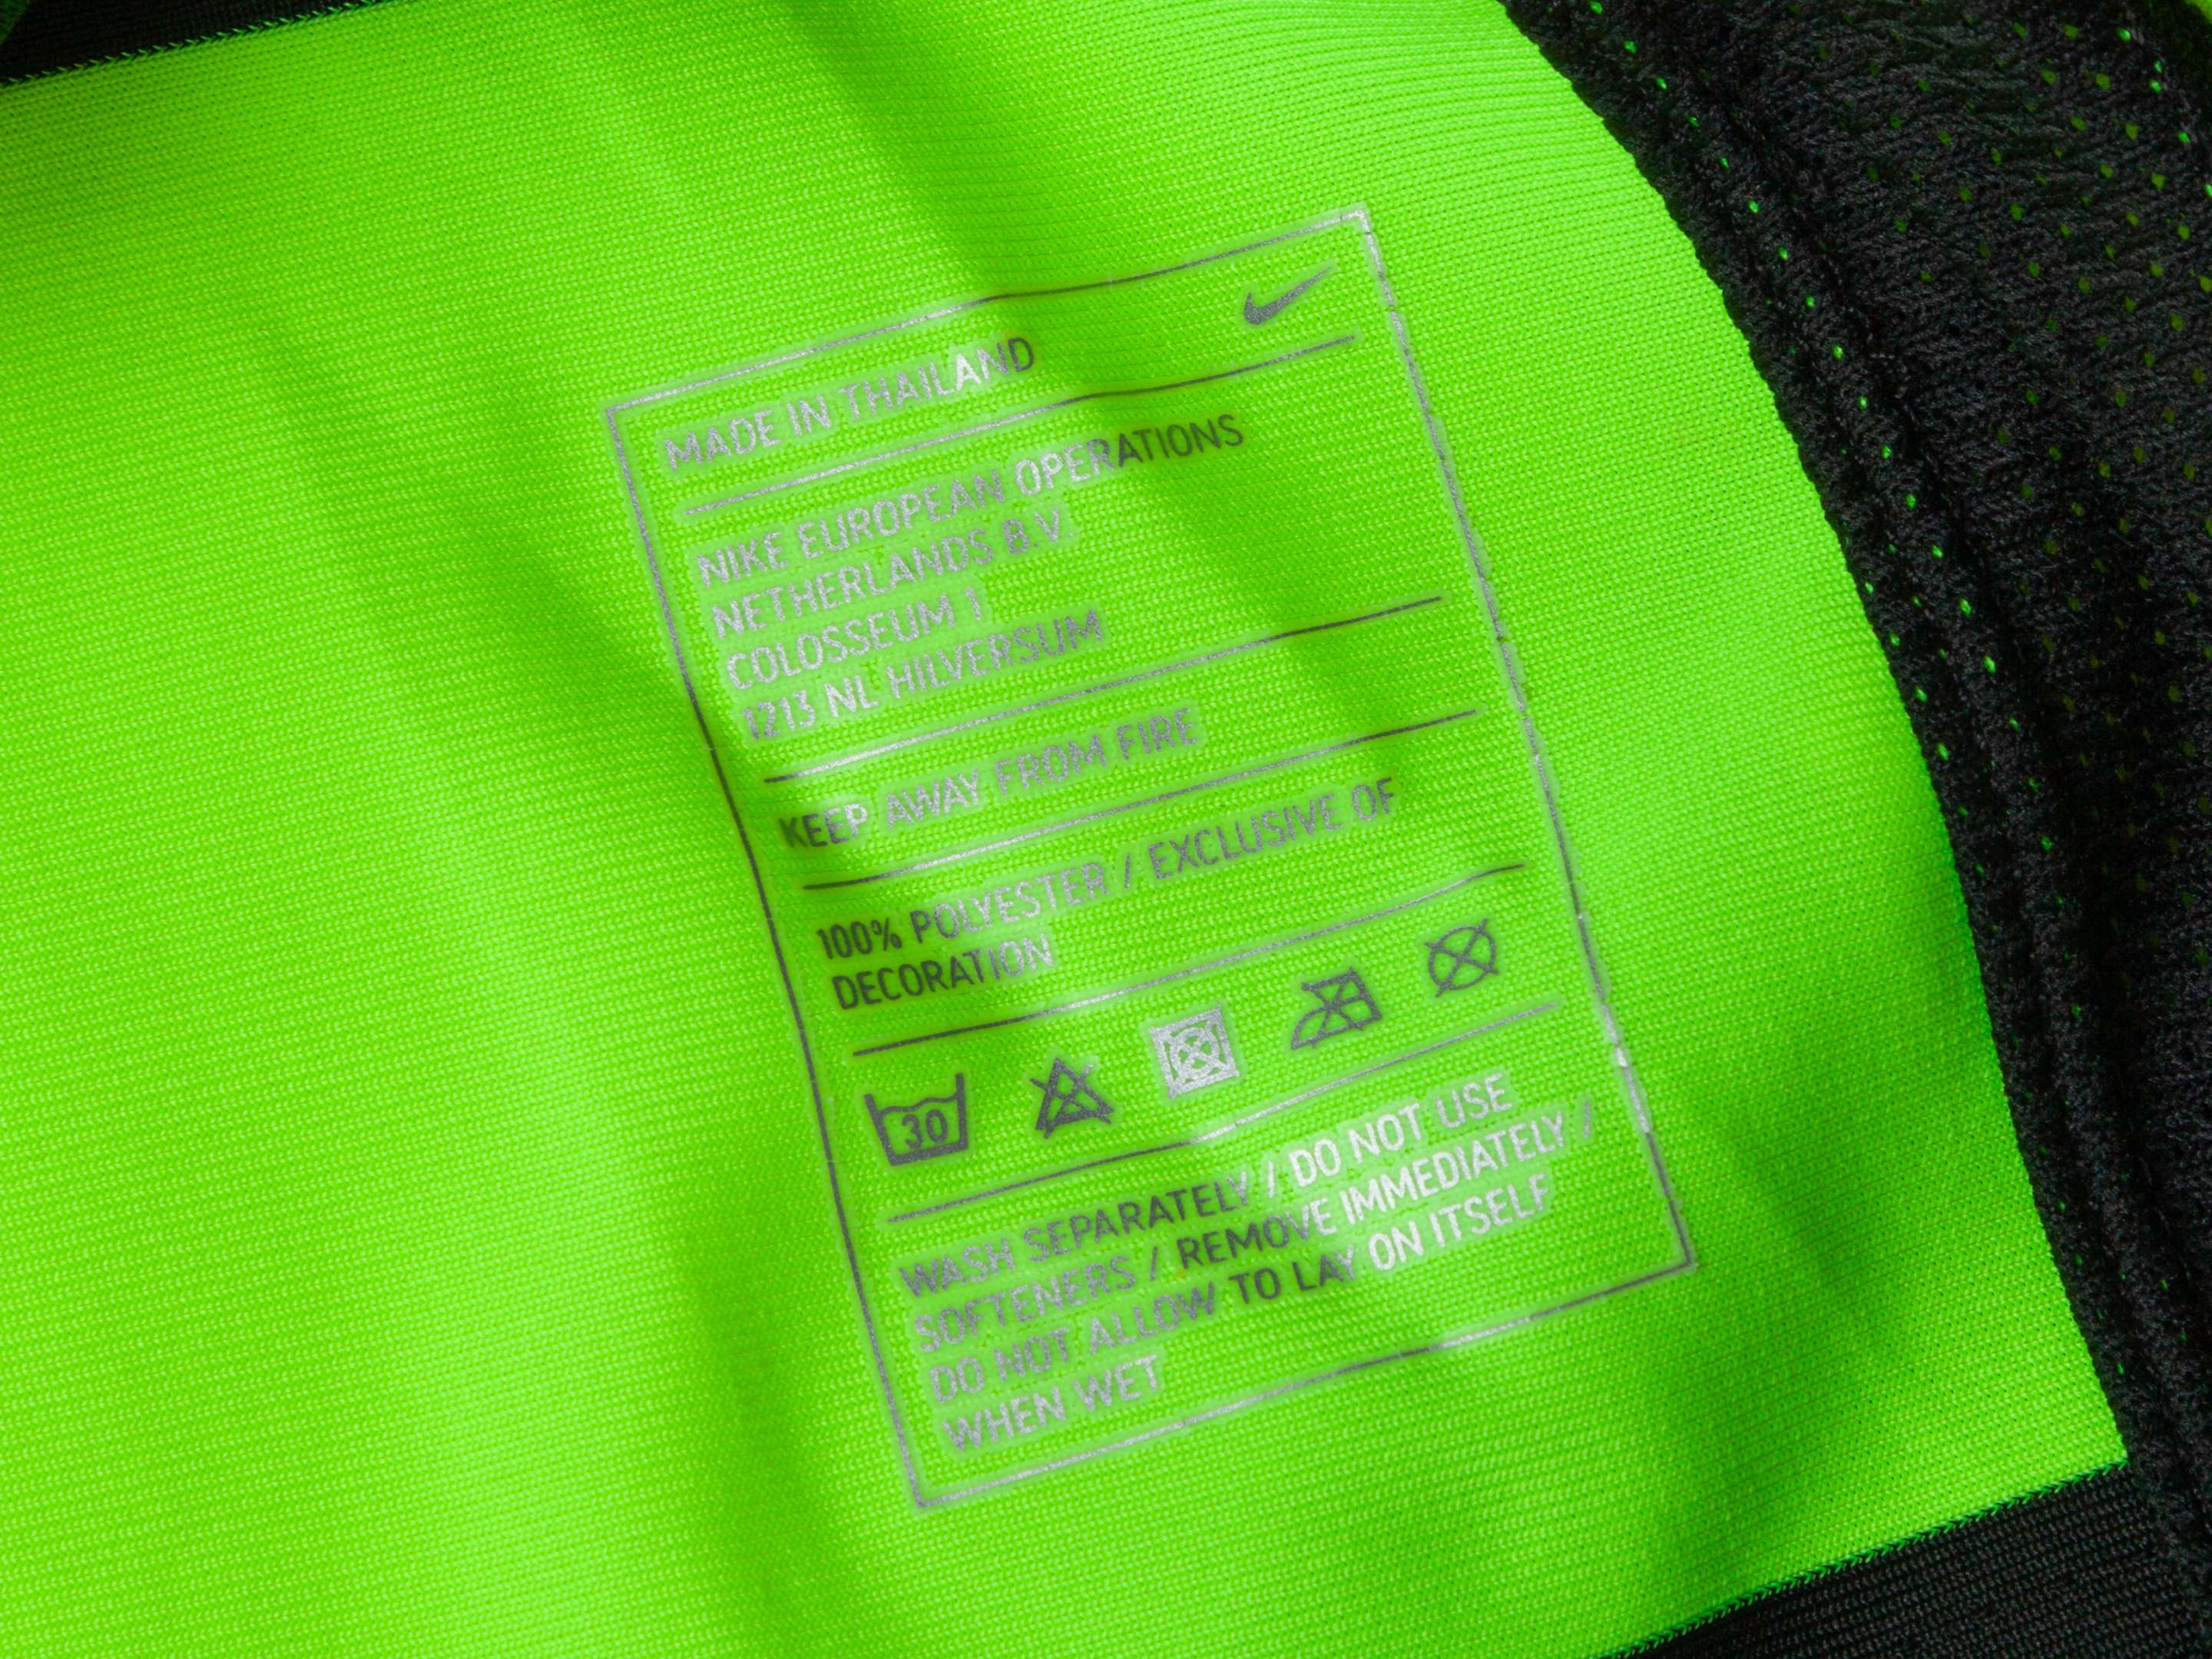 MADE IN THAILAND
NIKE EUROPEAN OPERATIONS
NETHERLANDS B.V.
COLOSSEUM 1
1213 NL HILVERSUM
KEEP AWAY FROM FIRE
100% POLYESTER / EXCLUSIVE OF
DECORATION
30
WASH SEPARATELY / DO NOT USE
SOFTENERS / REMOVE IMMEDIATELY /
DO NOT ALLOW TO LAY ON ITSELF
WHEN WET